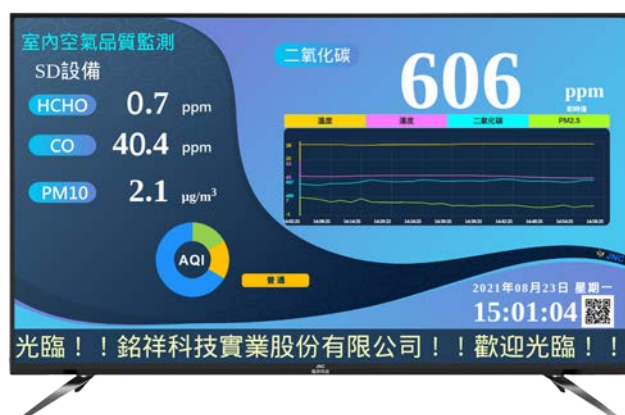 室內空氣品質監測
SD設備
HCHO 0.7 ppm
CO 40.4 ppm
PM10 2.1 μg/m³
AQI
普通
二氧化碳
606
ppm
溫度 濕度 二氧化碳 PM2.5
JNC
2021年08月23日 星期一
15:01:04
光臨！！銘祥科技實業股份有限公司！！歡迎光臨！！
JNC